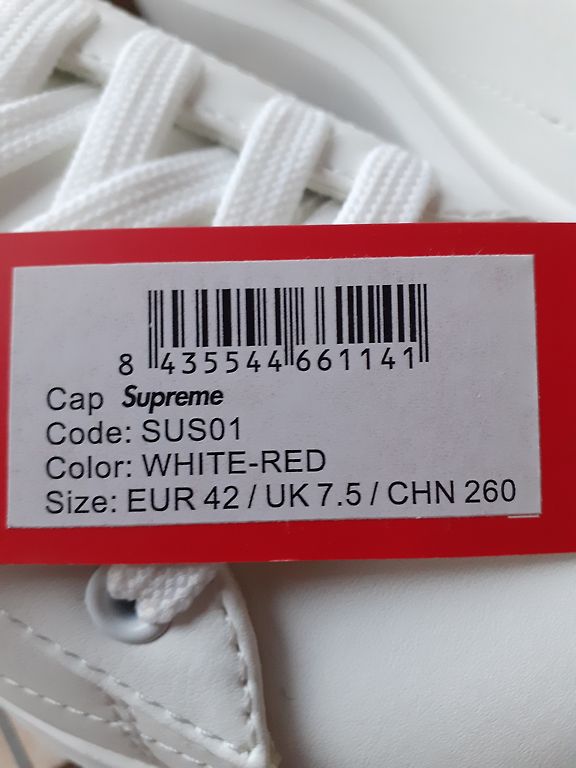 8 435544 661141
Cap Supreme
Code: SUS01
Color: WHITE-RED
Size: EUR 42 / UK 7.5 / CHN 260